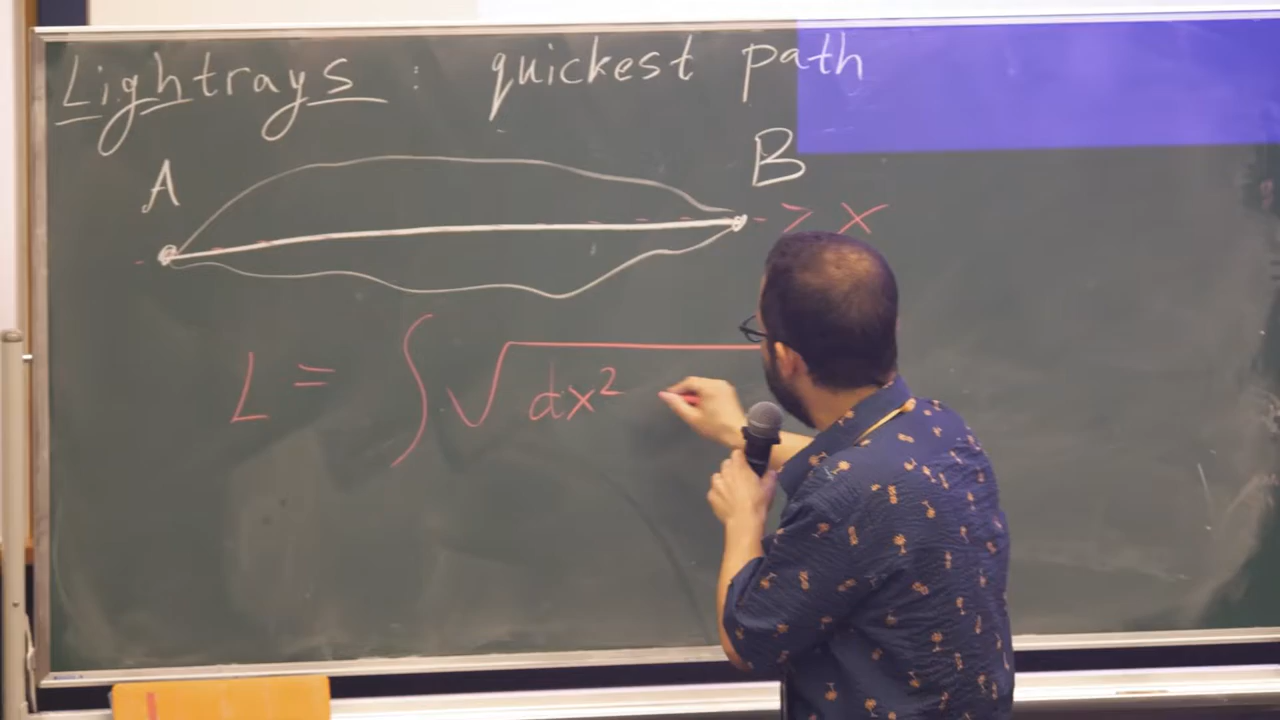 Lightrays : quickest path
A B
-> x
L = ∫ √ dx²